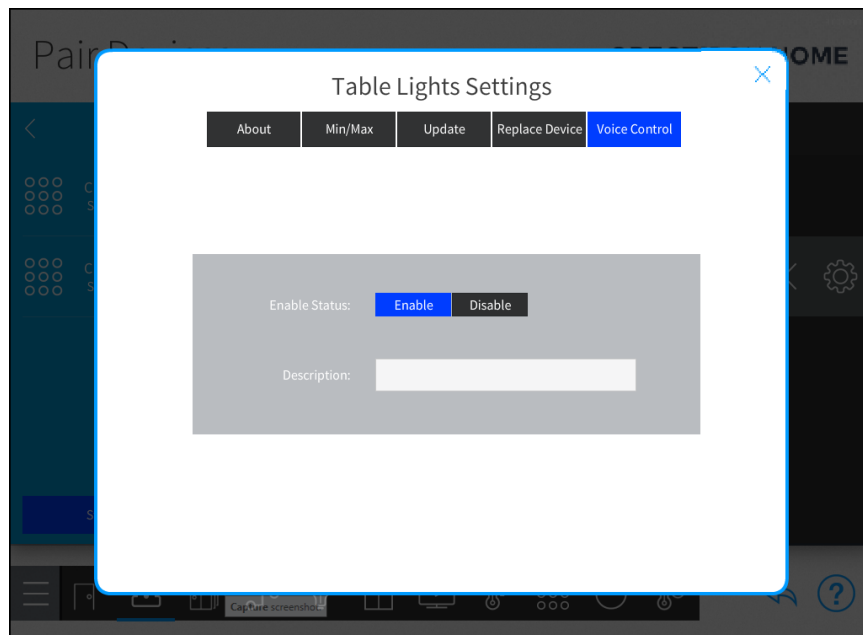 Pair
HOME
Table Lights Settings
About Min/Max Update Replace Device Voice Control
C
S
C
S
Enable Status: Enable Disable
Description:
S
Capture screenshot
?